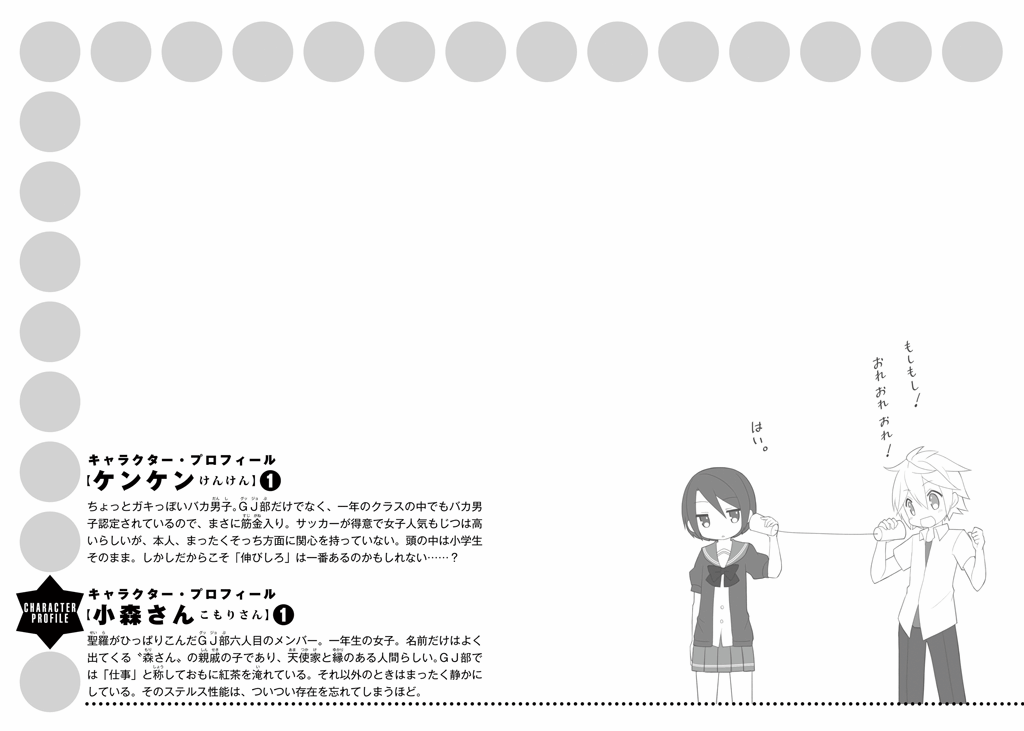 もしもし!
おれ おれ おれ!
はい。
キャラクター・プロフィール
【ケンケン けんけん】❶
ちょっとガキっぽいバカ男子。GJ部だけでなく、一年のクラスの中でもバカ男
子認定されているので、まさに筋金入り。サッカーが得意で女子人気もじつは高
いらしいが、本人、まったくそっち方面に関心を持っていない。頭の中は小学生
そのまま。しかしだからこそ「伸びしろ」は一番あるのかもしれない……?
CHARACTER
PROFILE
キャラクター・プロフィール
【小森さん こもりさん】❶
聖羅がひっぱりこんだGJ部六人目のメンバー。一年生の女子。名前だけはよく
出てくる〝森さん〟の親戚の子であり、天使家と縁のある人間らしい。GJ部で
は「仕事」と称しておもに紅茶を淹れている。それ以外のときはまったく静かに
している。そのステルス性能は、ついつい存在を忘れてしまうほど。